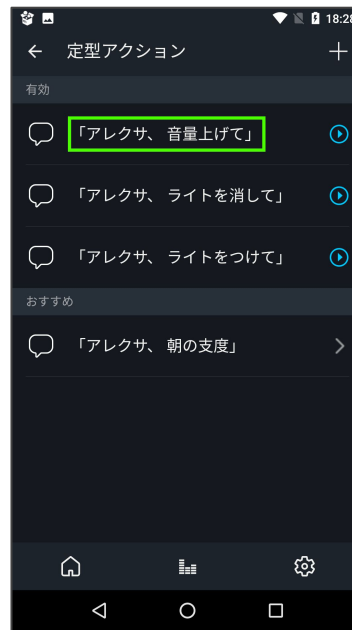 18:28
定型アクション
有効
「アレクサ、 音量上げて」
「アレクサ、 ライトを消して」
「アレクサ、 ライトをつけて」
おすすめ
「アレクサ、 朝の支度」